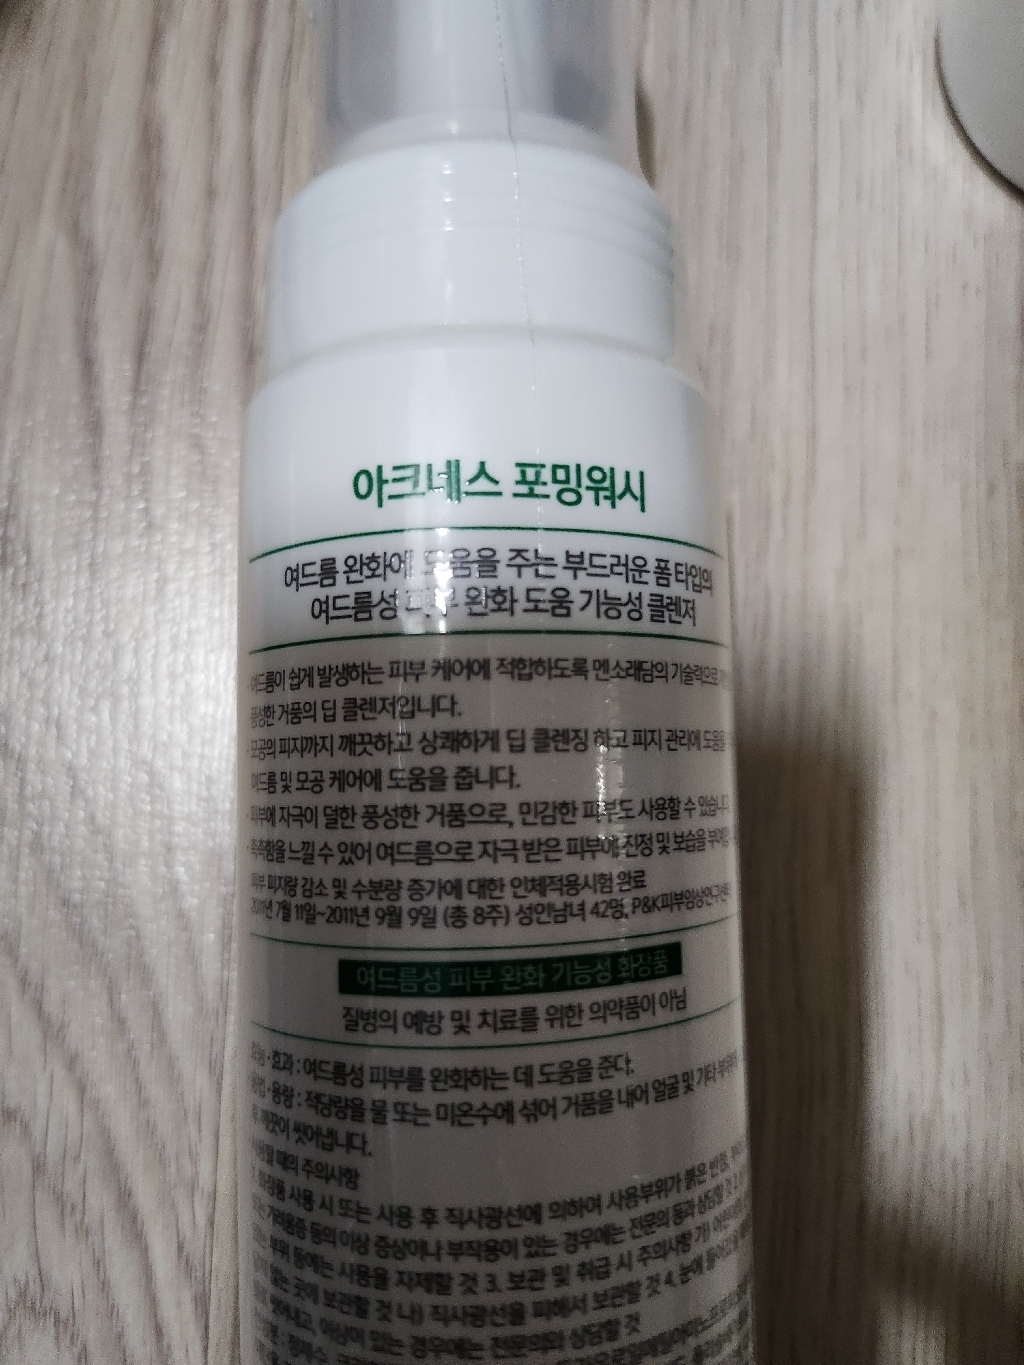 아크네스 포밍워시
여드름 완화에 도움을 주는 부드러운 폼 타입의
여드름성 피부 완화 도움 기능성 클렌저
여드름이 쉽게 발생하는 피부 케어에 적합하도록 멘소래담의 기술력으로
풍성한 거품의 딥 클렌저입니다.
모공의 피지까지 깨끗하고 상쾌하게 딥 클렌징 하고 피지 관리에 도움을
여드름 및 모공 케어에 도움을 줍니다.
피부에 자극이 덜한 풍성한 거품으로, 민감한 피부도 사용할 수 있습니다
촉촉함을 느낄 수 있어 여드름으로 자극 받은 피부에 진정 및 보습을
피부 피지량 감소 및 수분량 증가에 대한 인체적용시험 완료
2011년 7월 11일~2011년 9월 9일 (총 8주) 성인남녀 42명, P&K피부임상연구센터
여드름성 피부 완화 기능성 화장품
질병의 예방 및 치료를 위한 의약품이 아님
효능·효과 : 여드름성 피부를 완화하는 데 도움을 준다.
용법·용량 : 적당량을 물 또는 미온수에 섞어 거품을 내어 얼굴 및 기타
깨끗이 씻어냅니다.
사용할 때의 주의사항
화장품 사용 시 또는 사용 후 직사광선에 의하여 사용부위가 붉은 반점,
또는 가려움증 등의 이상 증상이나 부작용이 있는 경우에는 전문의 등과 상담할 것
부위 등에는 사용을 자제할 것 3. 보관 및 취급 시 주의사항 가)
않는 곳에 보관할 것 나) 직사광선을 피해서 보관할 것 4. 눈에
씻어내고, 이상이 있는 경우에는 전문의와 상담할 것